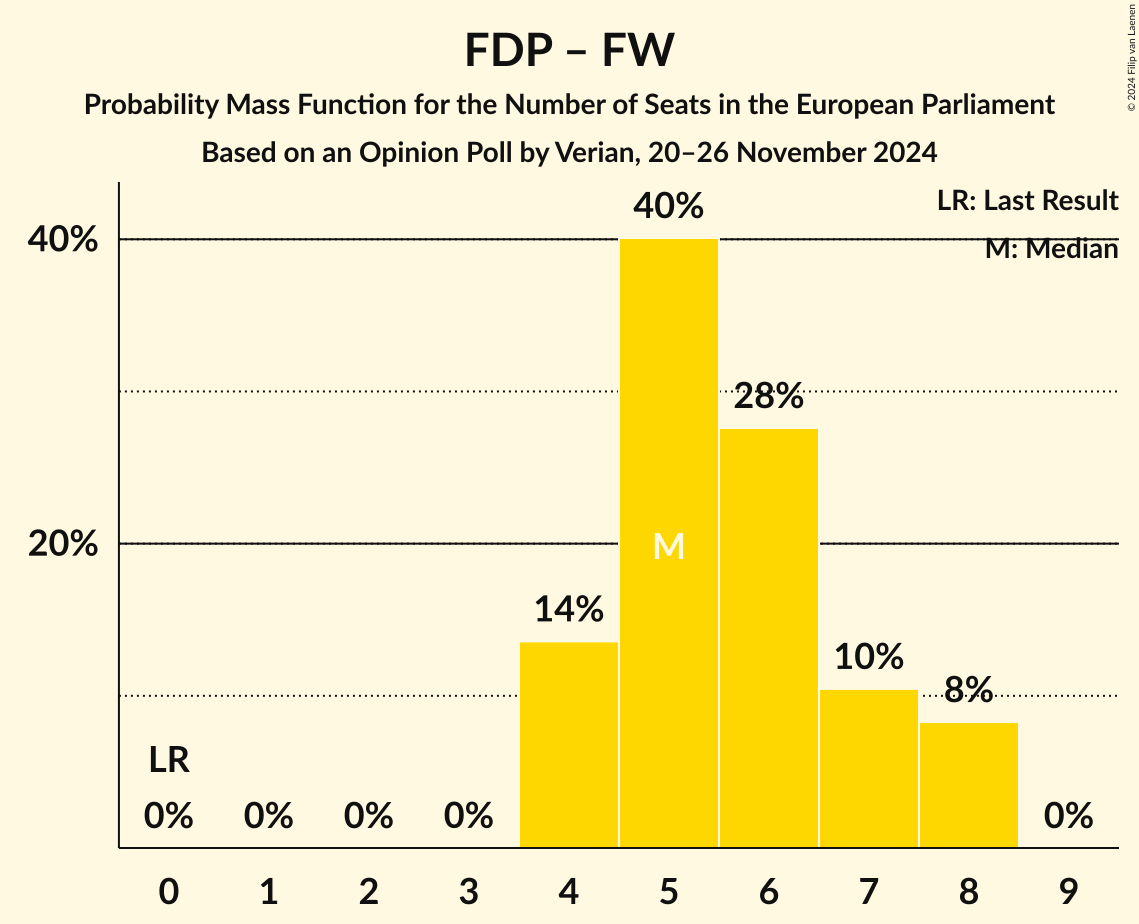 FDP – FW
Probability Mass Function for the Number of Seats in the European Parliament
Based on an Opinion Poll by Verian, 20–26 November 2024
© 2024 Filip van Laenen
LR: Last Result
M: Median
40%
20%
40%
28%
M
14%
10%
8%
LR
0% 0% 0% 0% 0%
0 1 2 3 4 5 6 7 8 9